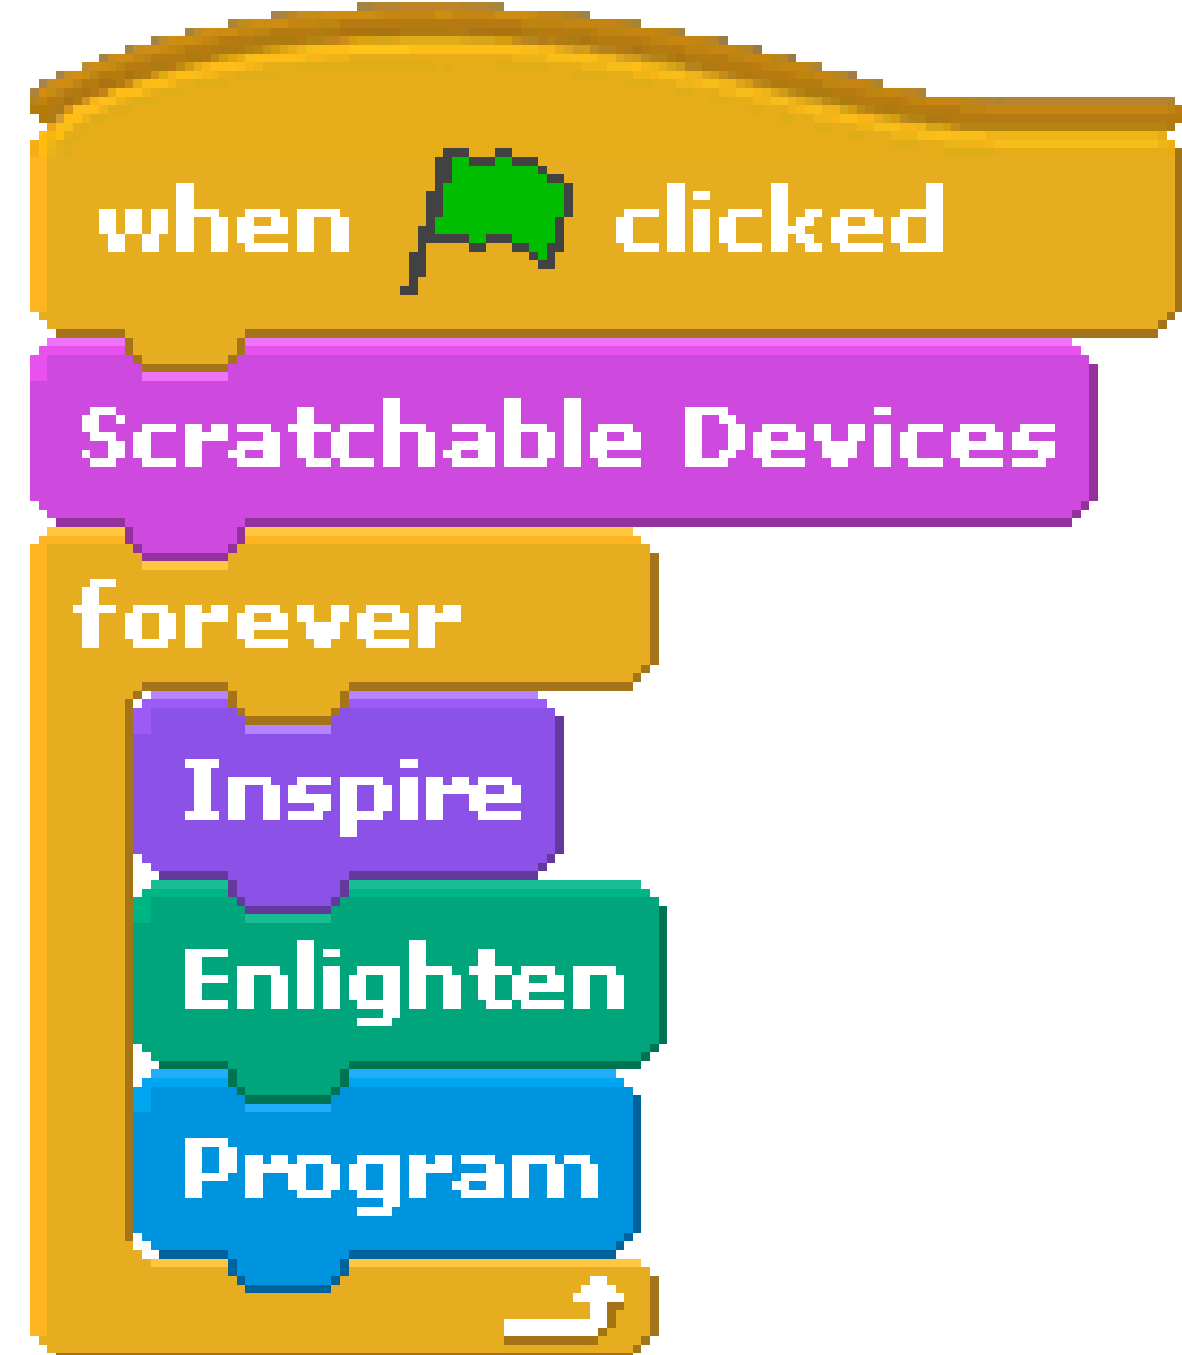 when clicked
Scratchable Devices
forever
Inspire
Enlighten
Program